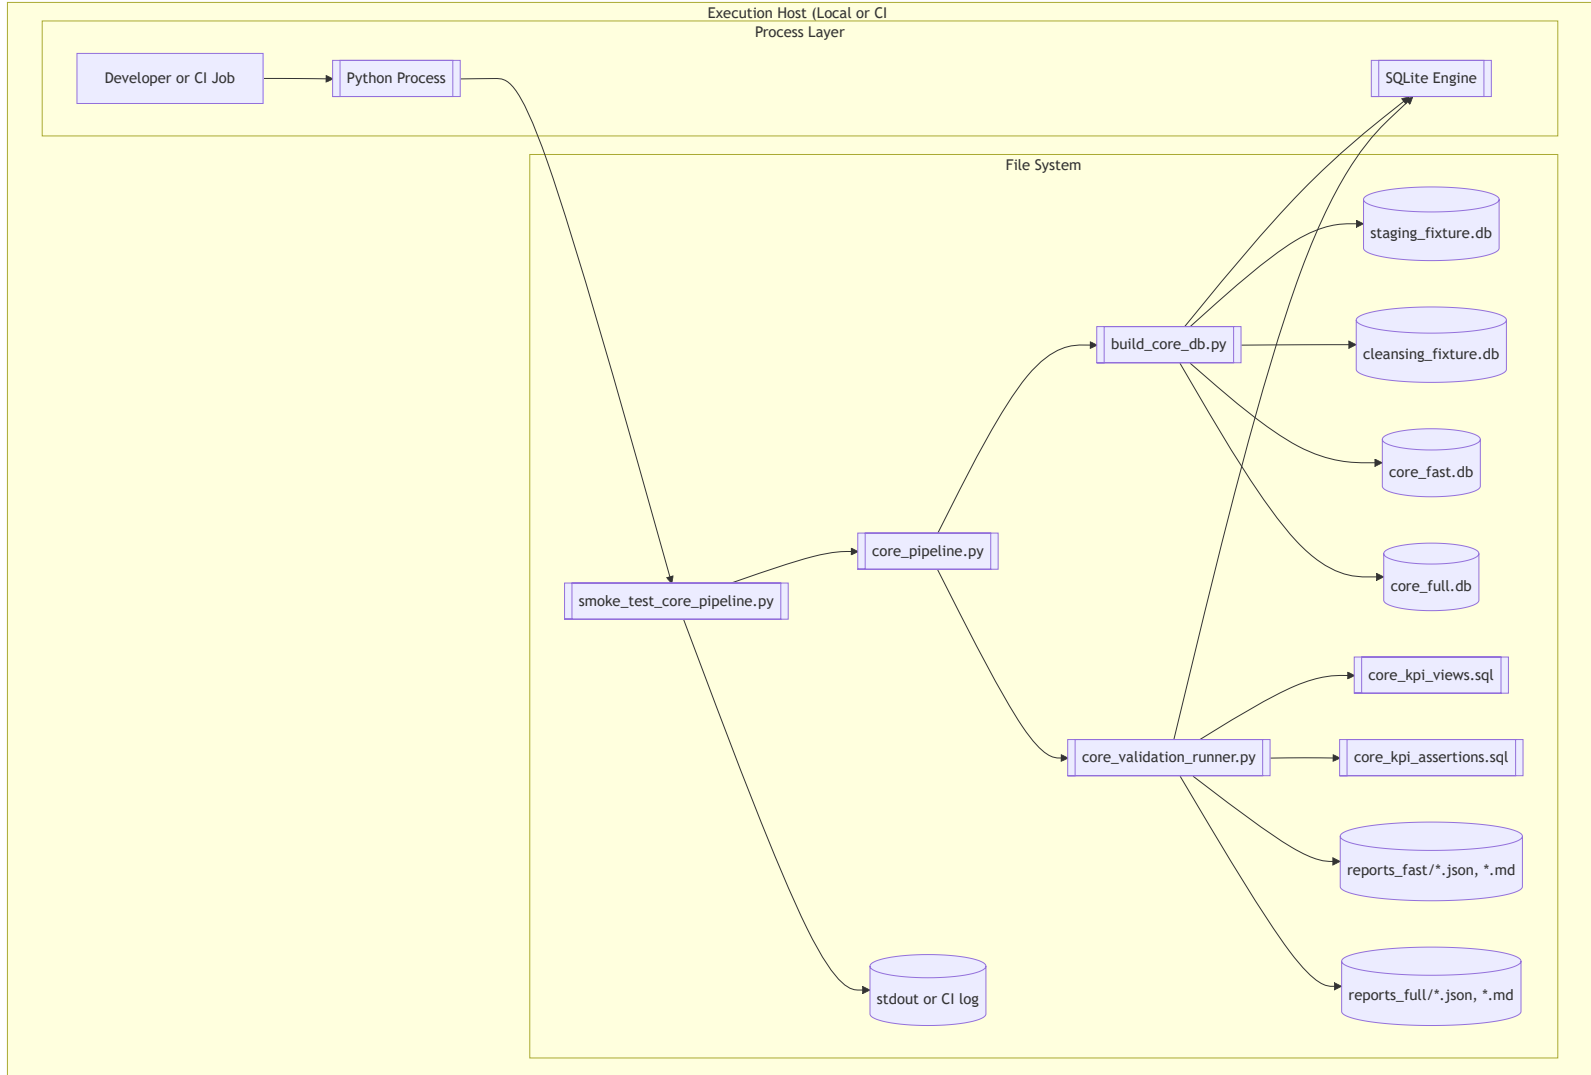 Execution Host (Local or CI
Process Layer
Developer or CI Job
Python Process
SQLite Engine
File System
staging_fixture.db
build_core_db.py
cleansing_fixture.db
core_fast.db
core_pipeline.py
core_full.db
smoke_test_core_pipeline.py
core_kpi_views.sql
core_validation_runner.py
core_kpi_assertions.sql
reports_fast/*.json, *.md
stdout or CI log
reports_full/*.json, *.md